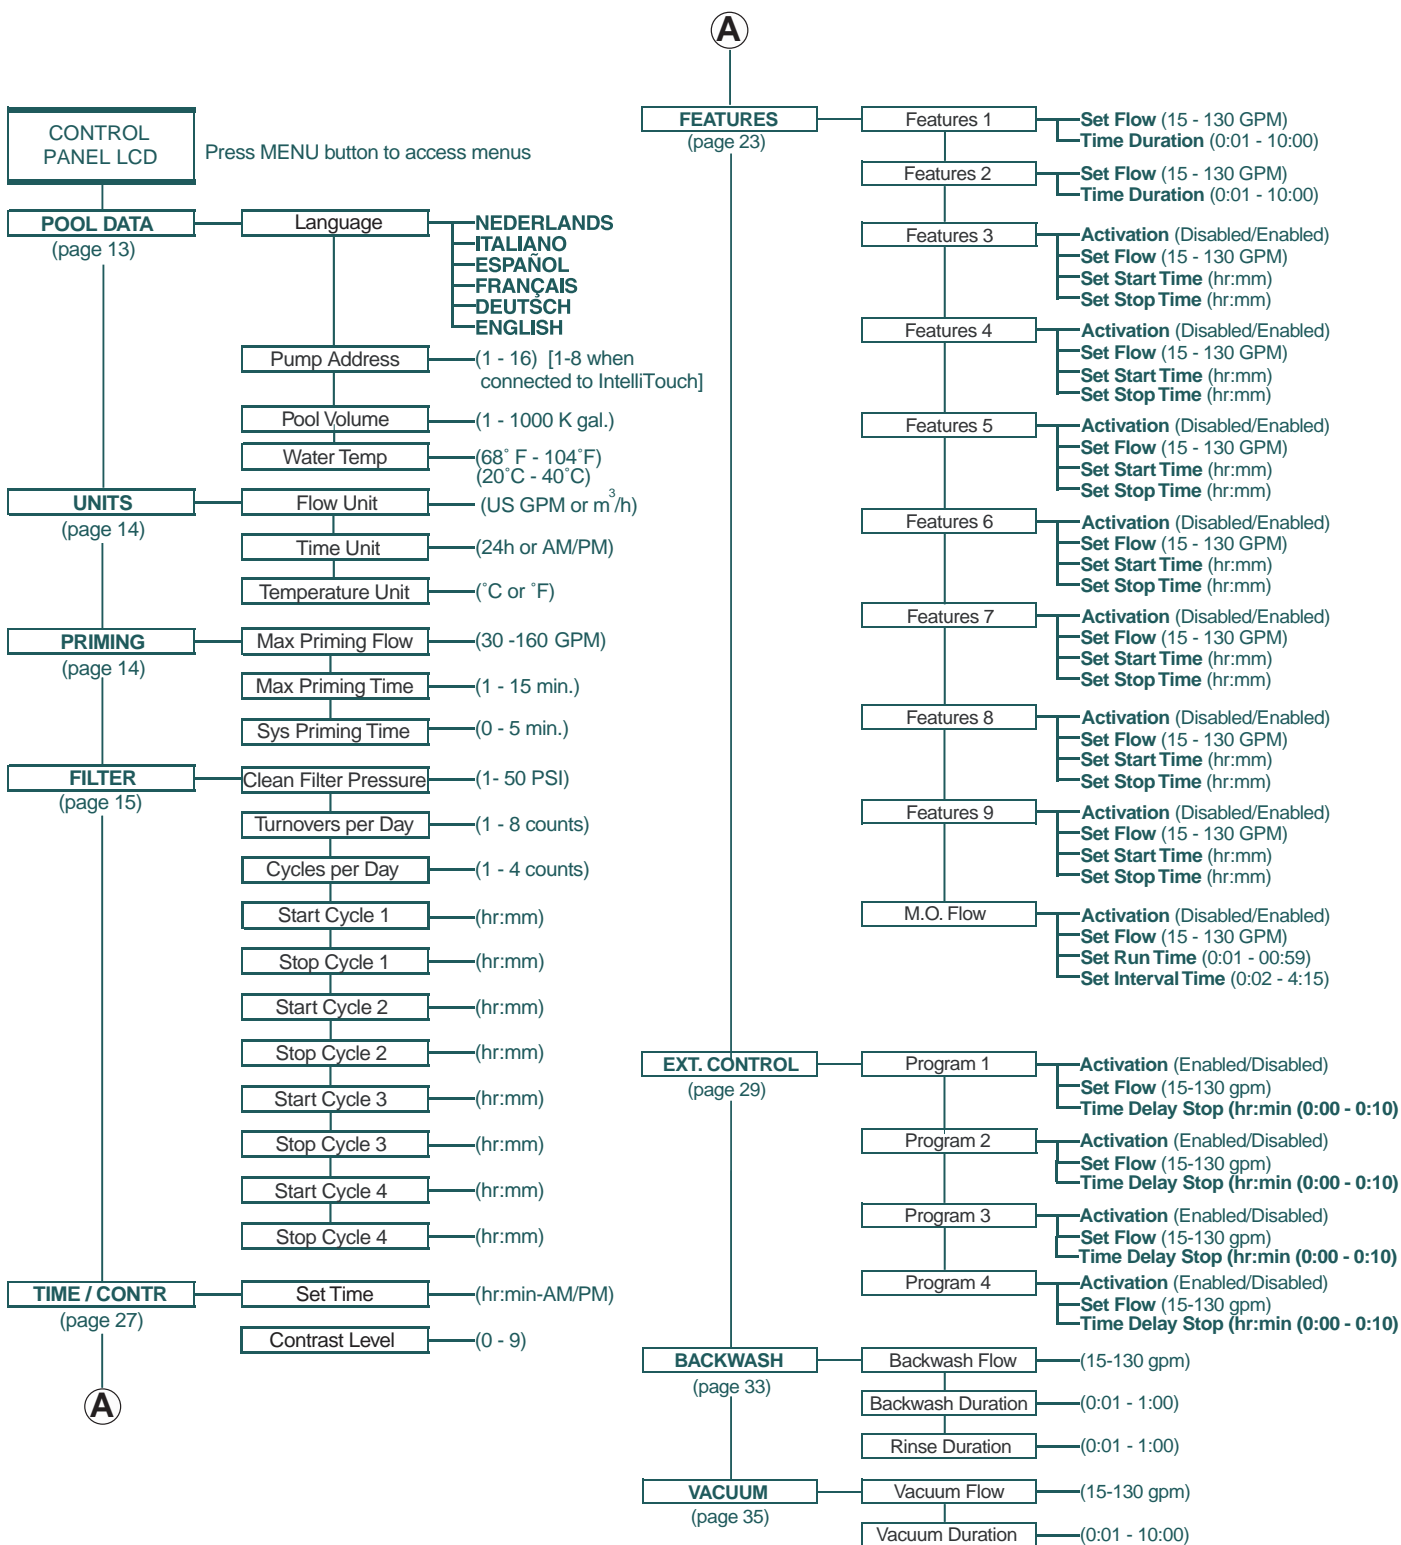 CONTROL
PANEL LCD
Press MENU button to access menus
POOL DATA
(page 13)
Language
NEDERLANDS
ITALIANO
ESPAÑOL
FRANÇAIS
DEUTSCH
ENGLISH
Pump Address
(1 - 16) [1-8 when
connected to IntelliTouch]
Pool Volume
(1 - 1000 K gal.)
Water Temp
(68˚ F - 104˚F)
(20˚C - 40˚C)
UNITS
(page 14)
Flow Unit
(US GPM or m³/h)
Time Unit
(24h or AM/PM)
Temperature Unit
(˚C or ˚F)
PRIMING
(page 14)
Max Priming Flow
(30 -160 GPM)
Max Priming Time
(1 - 15 min.)
Sys Priming Time
(0 - 5 min.)
FILTER
(page 15)
Clean Filter Pressure
(1- 50 PSI)
Turnovers per Day
(1 - 8 counts)
Cycles per Day
(1 - 4 counts)
Start Cycle 1
(hr:mm)
Stop Cycle 1
(hr:mm)
Start Cycle 2
(hr:mm)
Stop Cycle 2
(hr:mm)
Start Cycle 3
(hr:mm)
Stop Cycle 3
(hr:mm)
Start Cycle 4
(hr:mm)
Stop Cycle 4
(hr:mm)
TIME / CONTR
(page 27)
Set Time
(hr:min-AM/PM)
Contrast Level
(0 - 9)
A
A
FEATURES
(page 23)
Features 1
Set Flow (15 - 130 GPM)
Time Duration (0:01 - 10:00)
Features 2
Set Flow (15 - 130 GPM)
Time Duration (0:01 - 10:00)
Features 3
Activation (Disabled/Enabled)
Set Flow (15 - 130 GPM)
Set Start Time (hr:mm)
Set Stop Time (hr:mm)
Features 4
Activation (Disabled/Enabled)
Set Flow (15 - 130 GPM)
Set Start Time (hr:mm)
Set Stop Time (hr:mm)
Features 5
Activation (Disabled/Enabled)
Set Flow (15 - 130 GPM)
Set Start Time (hr:mm)
Set Stop Time (hr:mm)
Features 6
Activation (Disabled/Enabled)
Set Flow (15 - 130 GPM)
Set Start Time (hr:mm)
Set Stop Time (hr:mm)
Features 7
Activation (Disabled/Enabled)
Set Flow (15 - 130 GPM)
Set Start Time (hr:mm)
Set Stop Time (hr:mm)
Features 8
Activation (Disabled/Enabled)
Set Flow (15 - 130 GPM)
Set Start Time (hr:mm)
Set Stop Time (hr:mm)
Features 9
Activation (Disabled/Enabled)
Set Flow (15 - 130 GPM)
Set Start Time (hr:mm)
Set Stop Time (hr:mm)
M.O. Flow
Activation (Disabled/Enabled)
Set Flow (15 - 130 GPM)
Set Run Time (0:01 - 00:59)
Set Interval Time (0:02 - 4:15)
EXT. CONTROL
(page 29)
Program 1
Activation (Enabled/Disabled)
Set Flow (15-130 gpm)
Time Delay Stop (hr:min (0:00 - 0:10)
Program 2
Activation (Enabled/Disabled)
Set Flow (15-130 gpm)
Time Delay Stop (hr:min (0:00 - 0:10)
Program 3
Activation (Enabled/Disabled)
Set Flow (15-130 gpm)
Time Delay Stop (hr:min (0:00 - 0:10)
Program 4
Activation (Enabled/Disabled)
Set Flow (15-130 gpm)
Time Delay Stop (hr:min (0:00 - 0:10)
BACKWASH
(page 33)
Backwash Flow
(15-130 gpm)
Backwash Duration
(0:01 - 1:00)
Rinse Duration
(0:01 - 1:00)
VACUUM
(page 35)
Vacuum Flow
(15-130 gpm)
Vacuum Duration
(0:01 - 10:00)